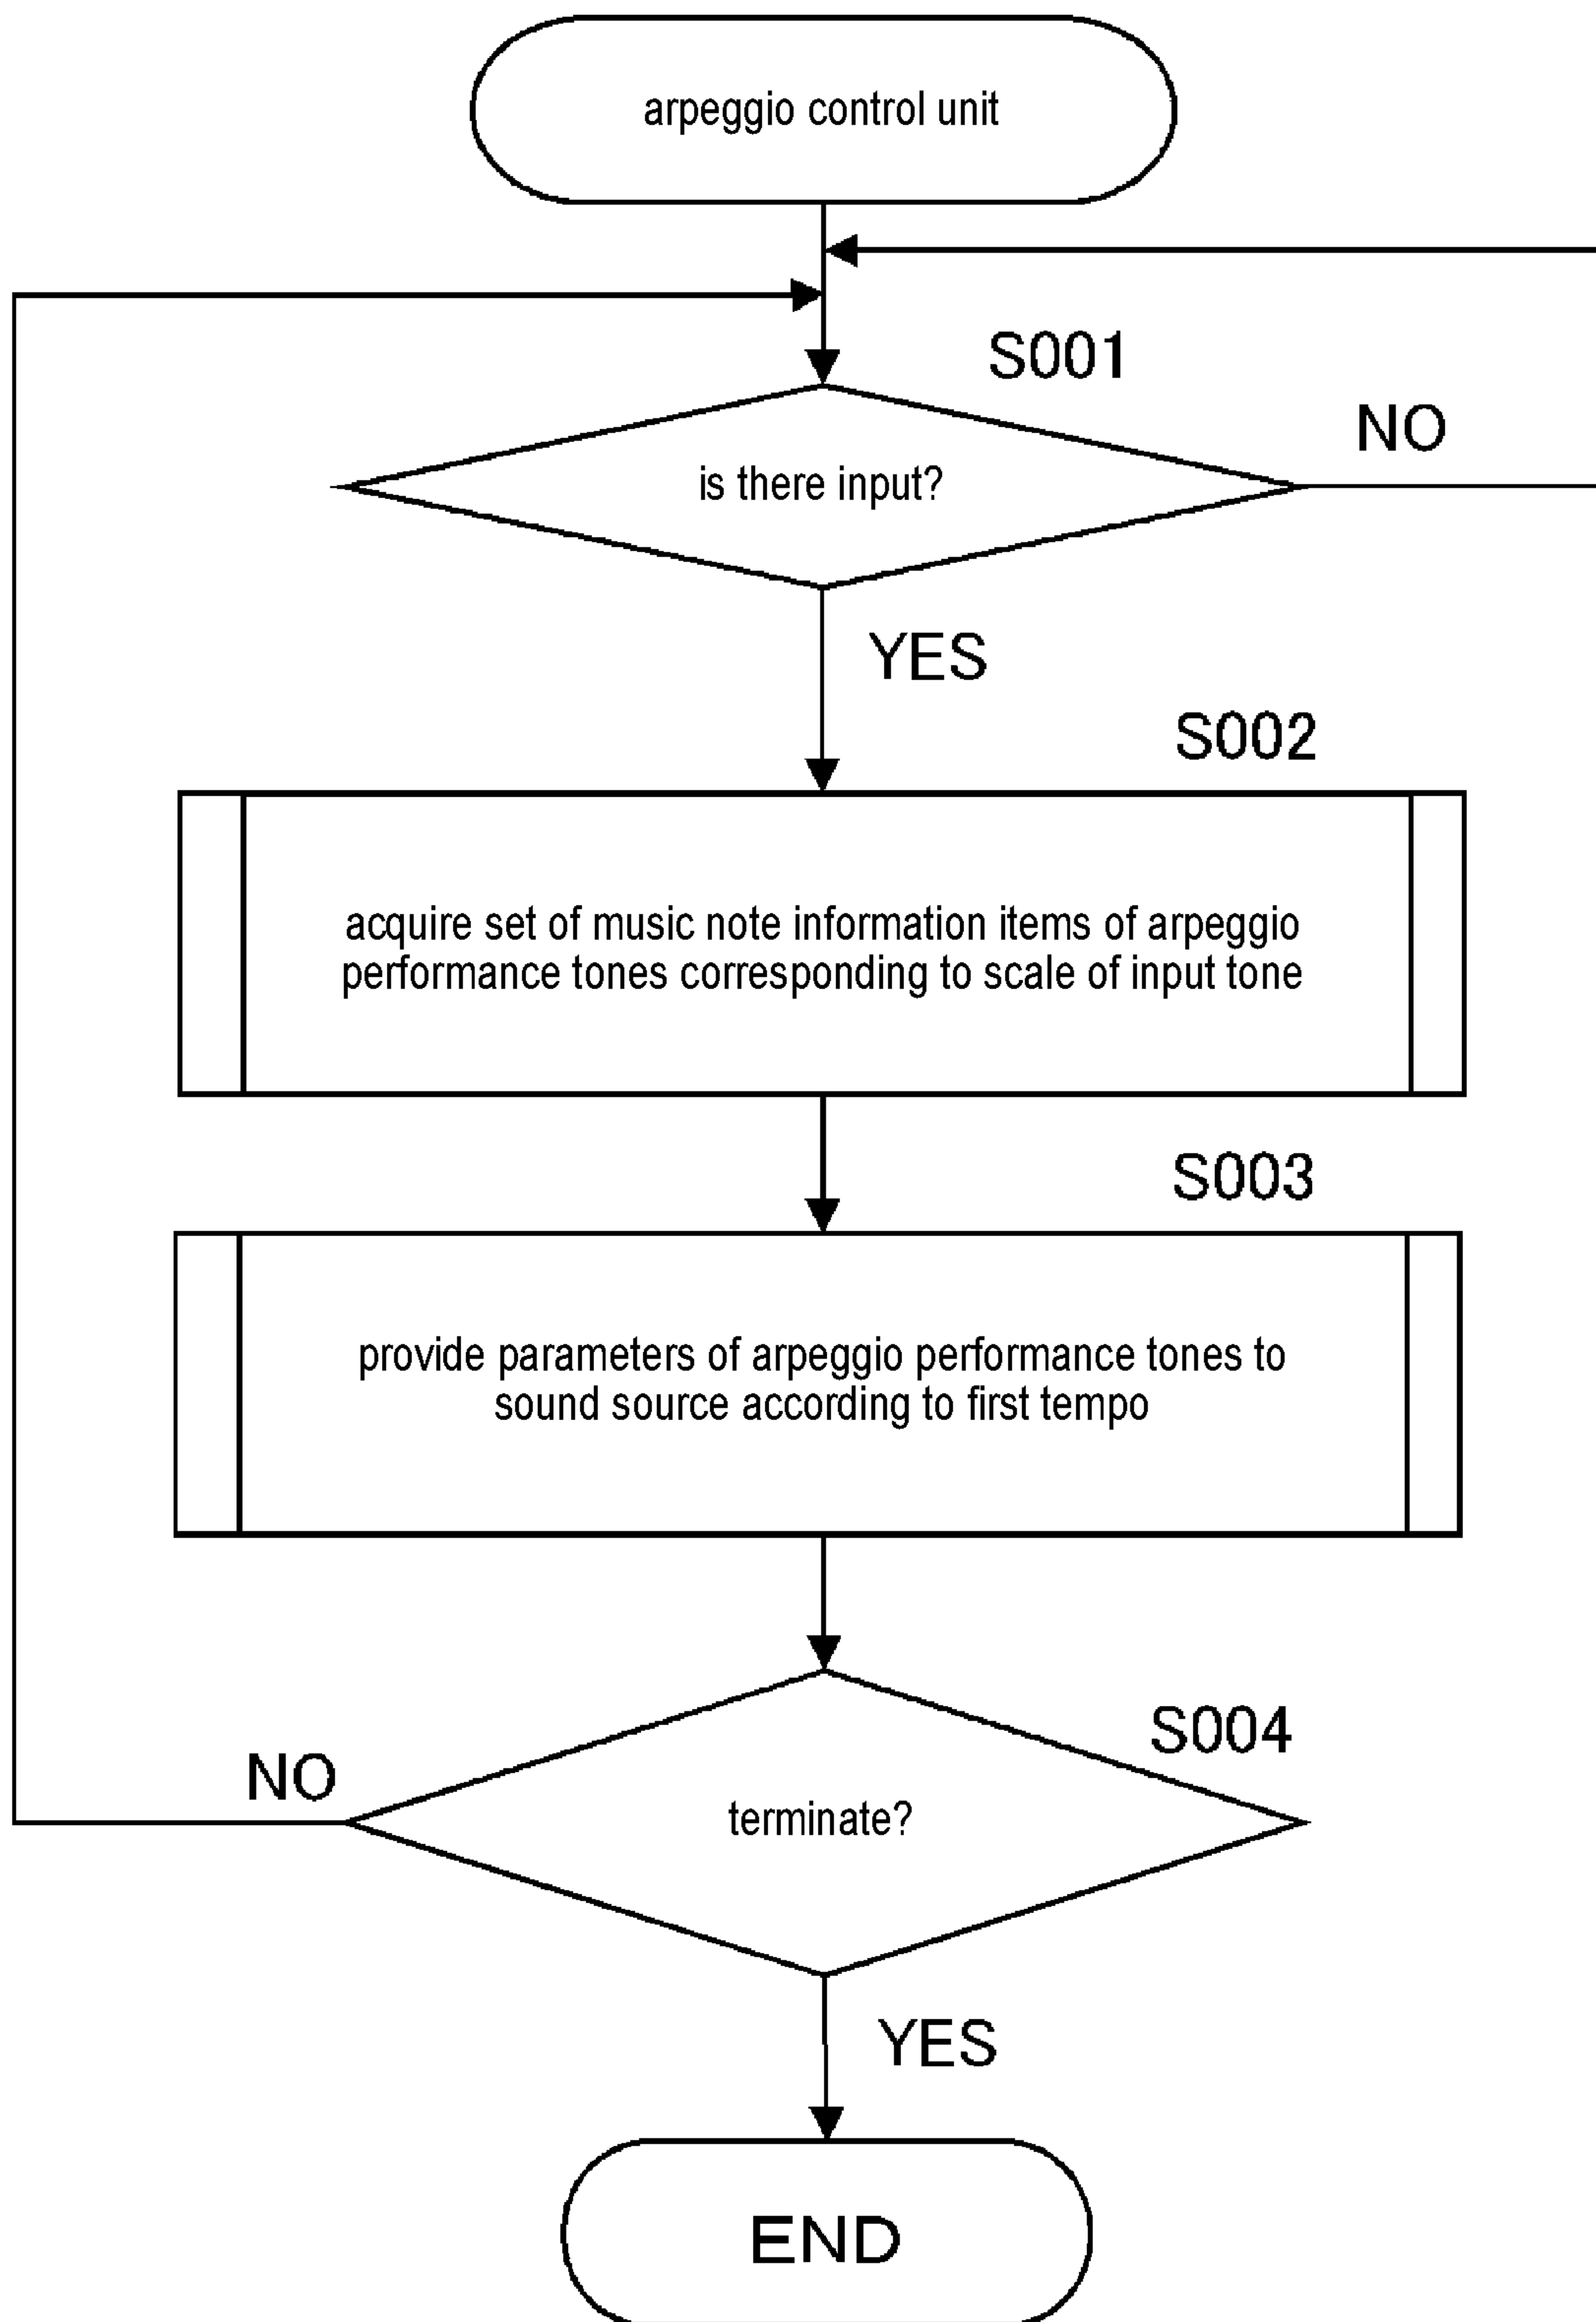 arpeggio control unit
S001
is there input?
NO
YES
S002
acquire set of music note information items of arpeggio
performance tones corresponding to scale of input tone
S003
provide parameters of arpeggio performance tones to
sound source according to first tempo
S004
NO
terminate?
YES
END